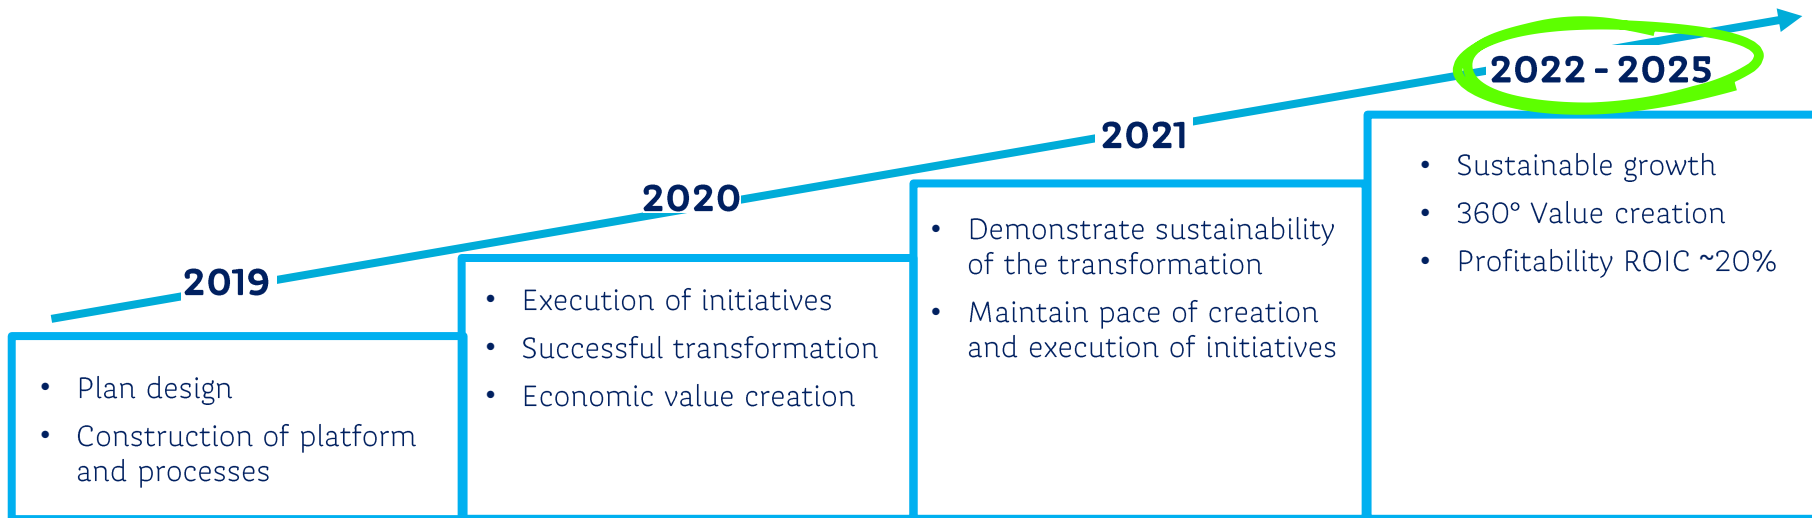 2019
• Plan design
• Construction of platform
and processes
2020
• Execution of initiatives
• Successful transformation
• Economic value creation
2021
• Demonstrate sustainability
of the transformation
• Maintain pace of creation
and execution of initiatives
2022 - 2025
• Sustainable growth
• 360° Value creation
• Profitability ROIC ~20%